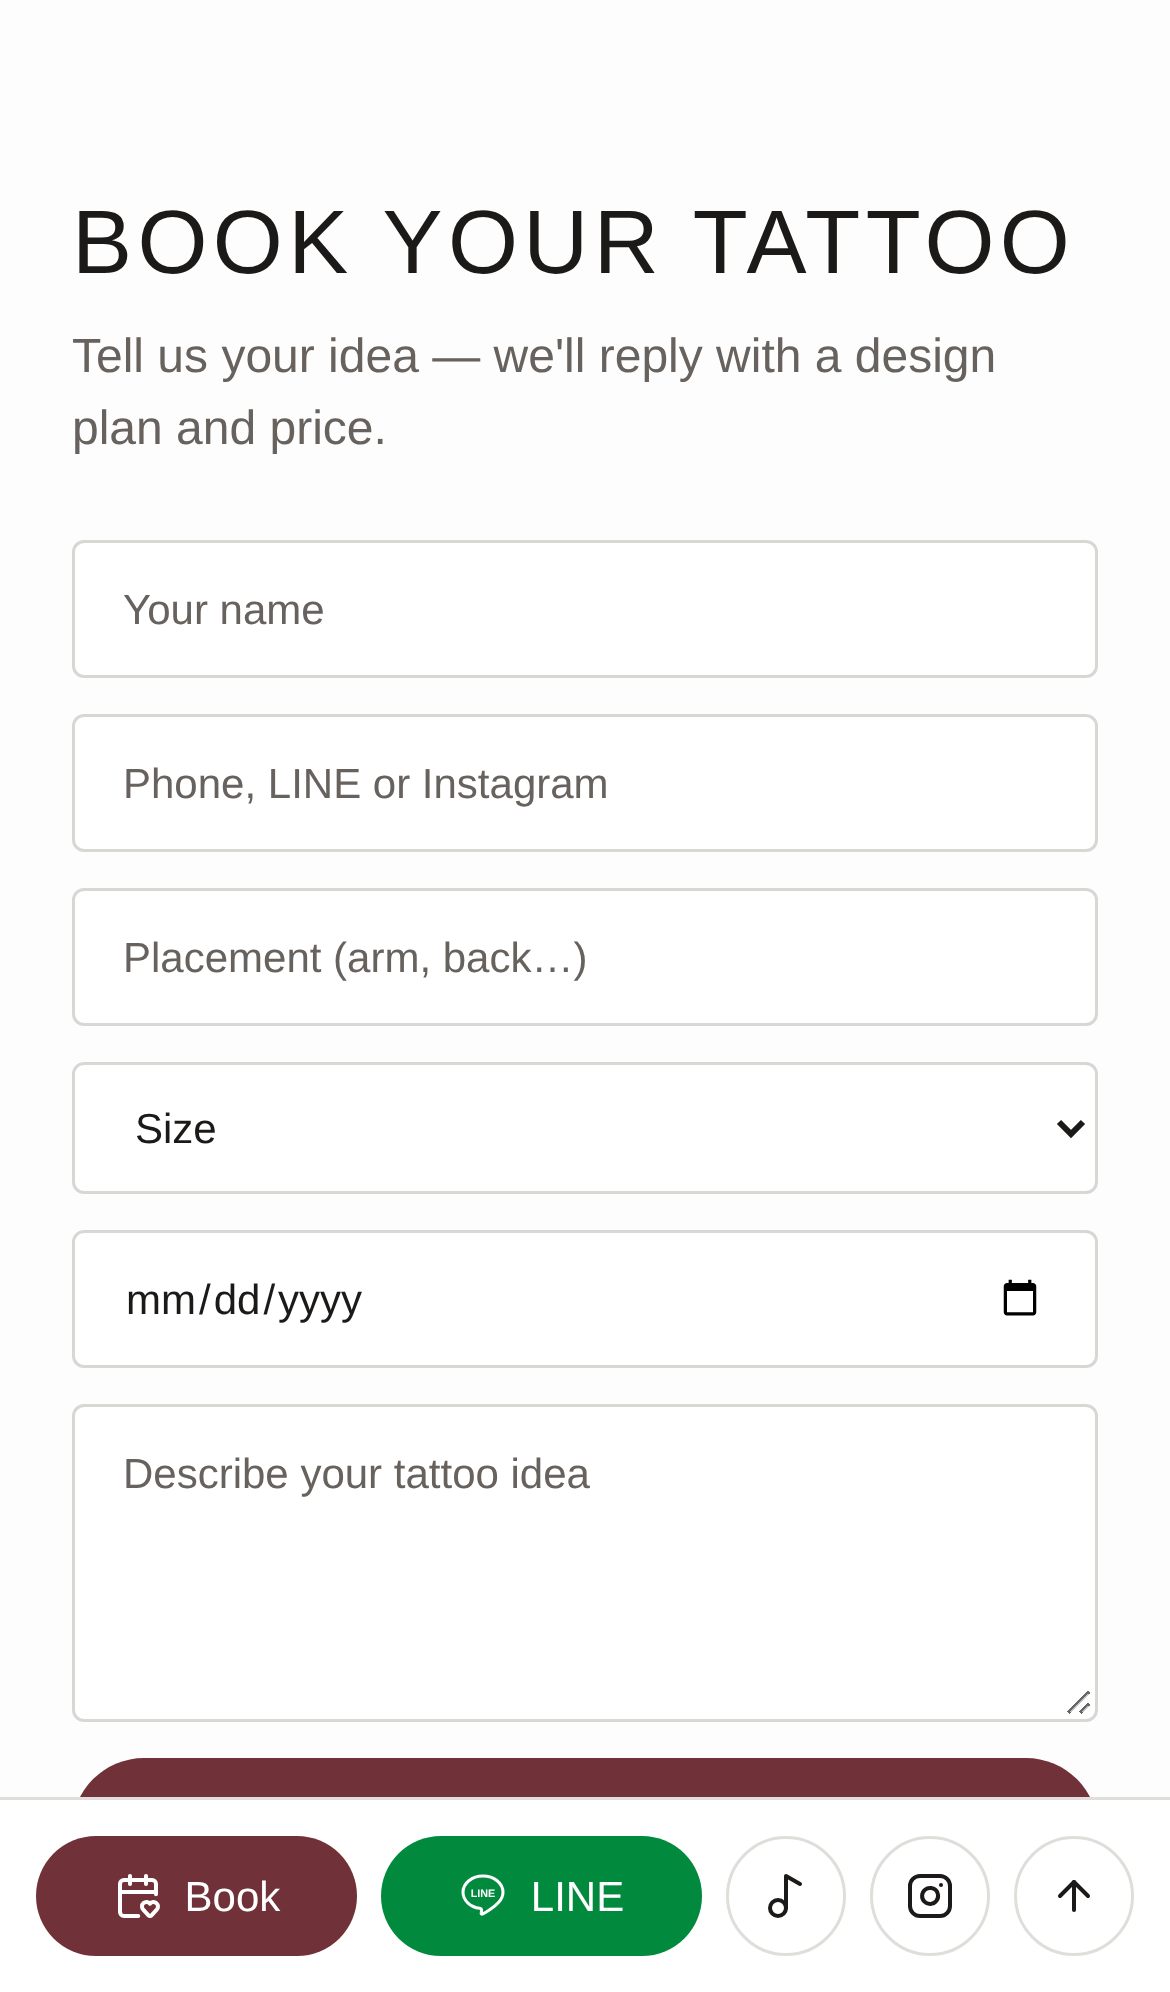 BOOK YOUR TATTOO
Tell us your idea — we'll reply with a design
plan and price.
Your name
Phone, LINE or Instagram
Placement (arm, back…)
Size
mm/dd/yyyy
Describe your tattoo idea
Book
LINE
LINE